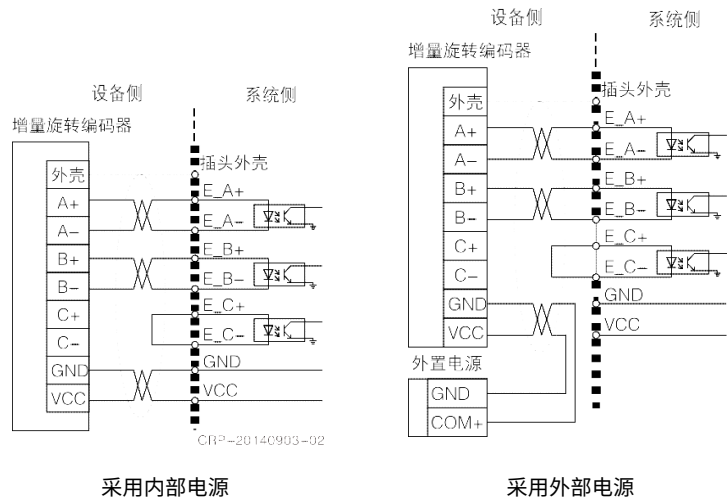 设备侧 系统侧
增量旋转编码器
插头外壳
外壳
A+
A-
B+
B-
C+
C-
GND
VCC
E_A+
E_A-
E_B+
E_B-
E_C+
E_C-
GND
VCC
CRP-20140903-02
采用内部电源
设备侧 系统侧
增量旋转编码器
插头外壳
外壳
A+
A-
B+
B-
C+
C-
GND
VCC
E_A+
E_A-
E_B+
E_B-
E_C+
E_C-
GND
VCC
外置电源
GND
COM+
采用外部电源